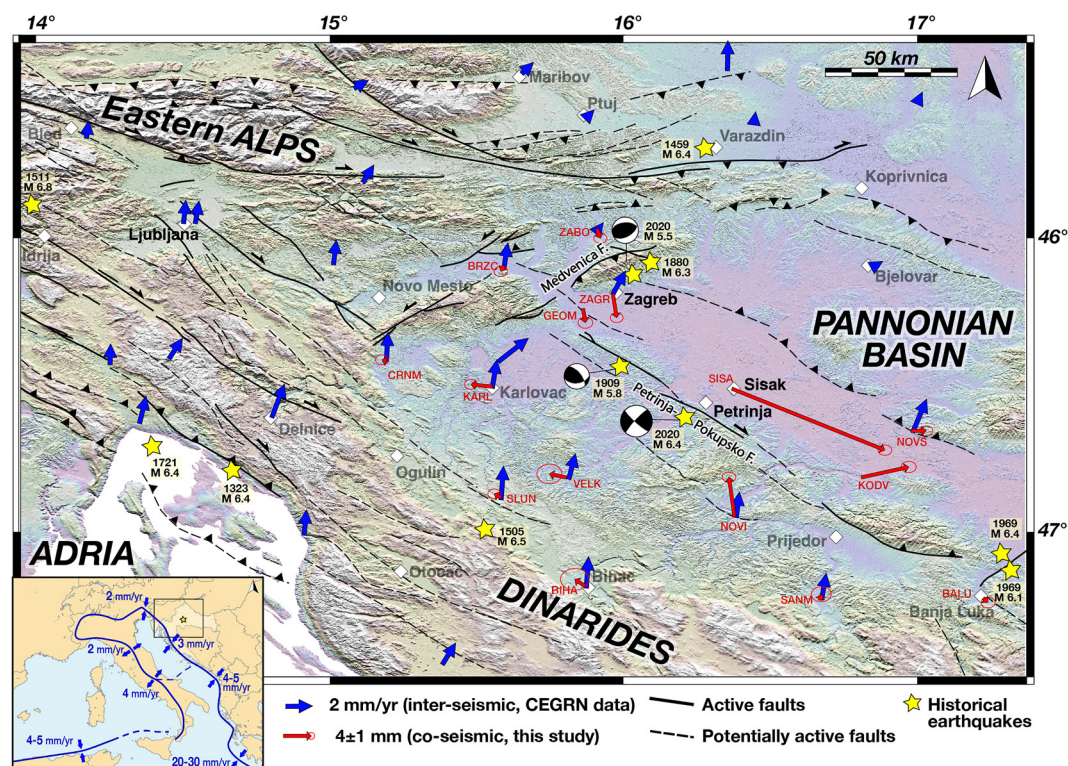 14°
15°
16°
17°
50 km
Maribov
Ptuj
Varazdin
Bled
Eastern ALPS
1459
M 6.4
Koprivnica
1511
M 6.8
Ljubljana
Idrija
ZABO
2020
M 5.5
46°
BRZC
Medvenica F.
1880
M 6.3
Bjelovar
Novo Mesto
ZAGR
Zagreb
GEOM
PANNONIAN
BASIN
CRNM
KARL
Karlovac
1909
M 5.8
SISA
Sisak
Petrinja
Petrinja-
Pokupsko F.
Delnice
2020
M 6.4
NOVS
1721
M 6.4
1323
M 6.4
Ogulin
SLUN
VELK
KODV
NOVI
1505
M 6.5
Prijedor
47°
1969
M 6.4
ADRIA
Otocac
BIHA
Bihac
DINARIDES
SANM
BALU
1969
M 6.1
Banja Luka
2 mm/yr
3 mm/yr
2 mm/yr
4-5
mm/yr
4 mm/yr
4-5 mm/yr
20-30 mm/yr
2 mm/yr (inter-seismic, CEGRN data)
Active faults
Historical
earthquakes
4±1 mm (co-seismic, this study)
Potentially active faults